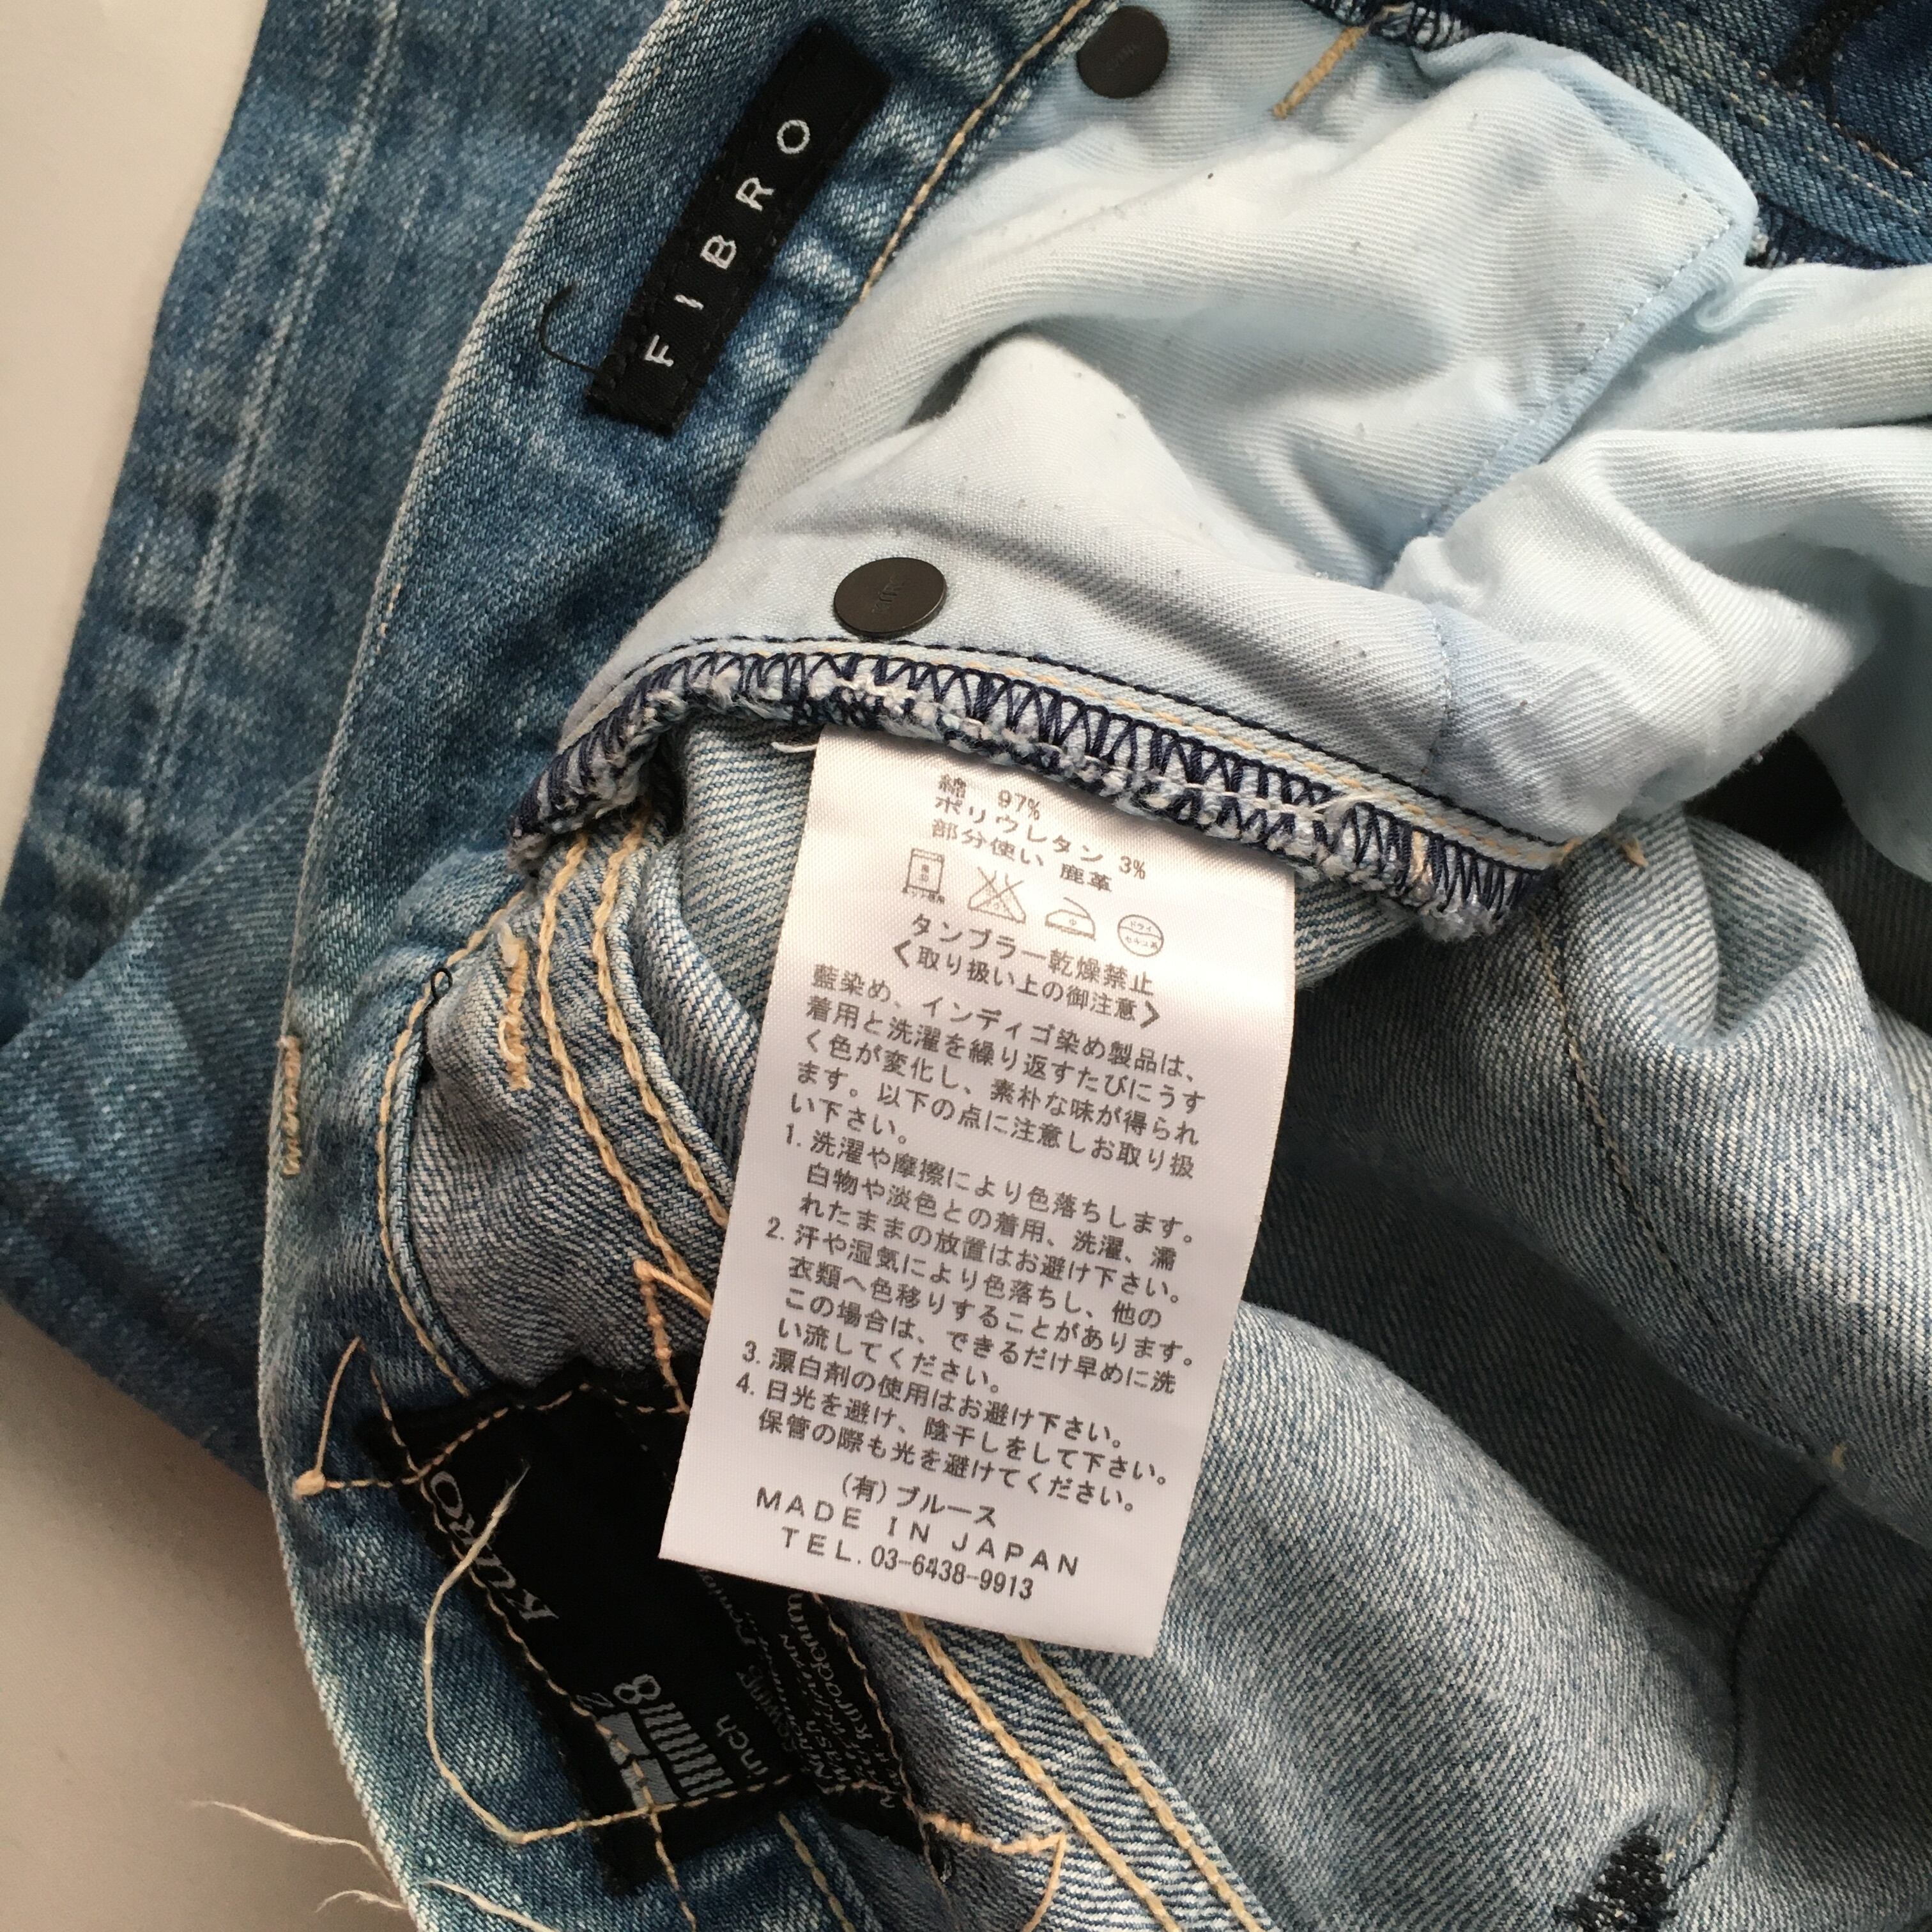 FIBRO
綿 97%
ポリウレタン 3%
部分使い 鹿革
タンブラー乾燥禁止
<取り扱い上の御注意>
藍染め、インディゴ染め製品は、
着用と洗濯を繰り返すたびにうす
く色が変化し、素朴な味が得られ
ます。以下の点に注意しお取り扱
い下さい。
1. 洗濯や摩擦により色落ちします。
白物や淡色との着用、洗濯、濡
れたままの放置はお避け下さい。
2. 汗や湿気により色落ちし、他の
衣類へ色移りすることがあります。
この場合は、できるだけ早めに洗
い流してください。
3. 漂白剤の使用はお避け下さい。
4. 日光を避け、陰干しをして下さい。
保管の際も光を避けてください。
(有)ブルース
MADE IN JAPAN
TEL. 03-6438-9913
KURO
inch